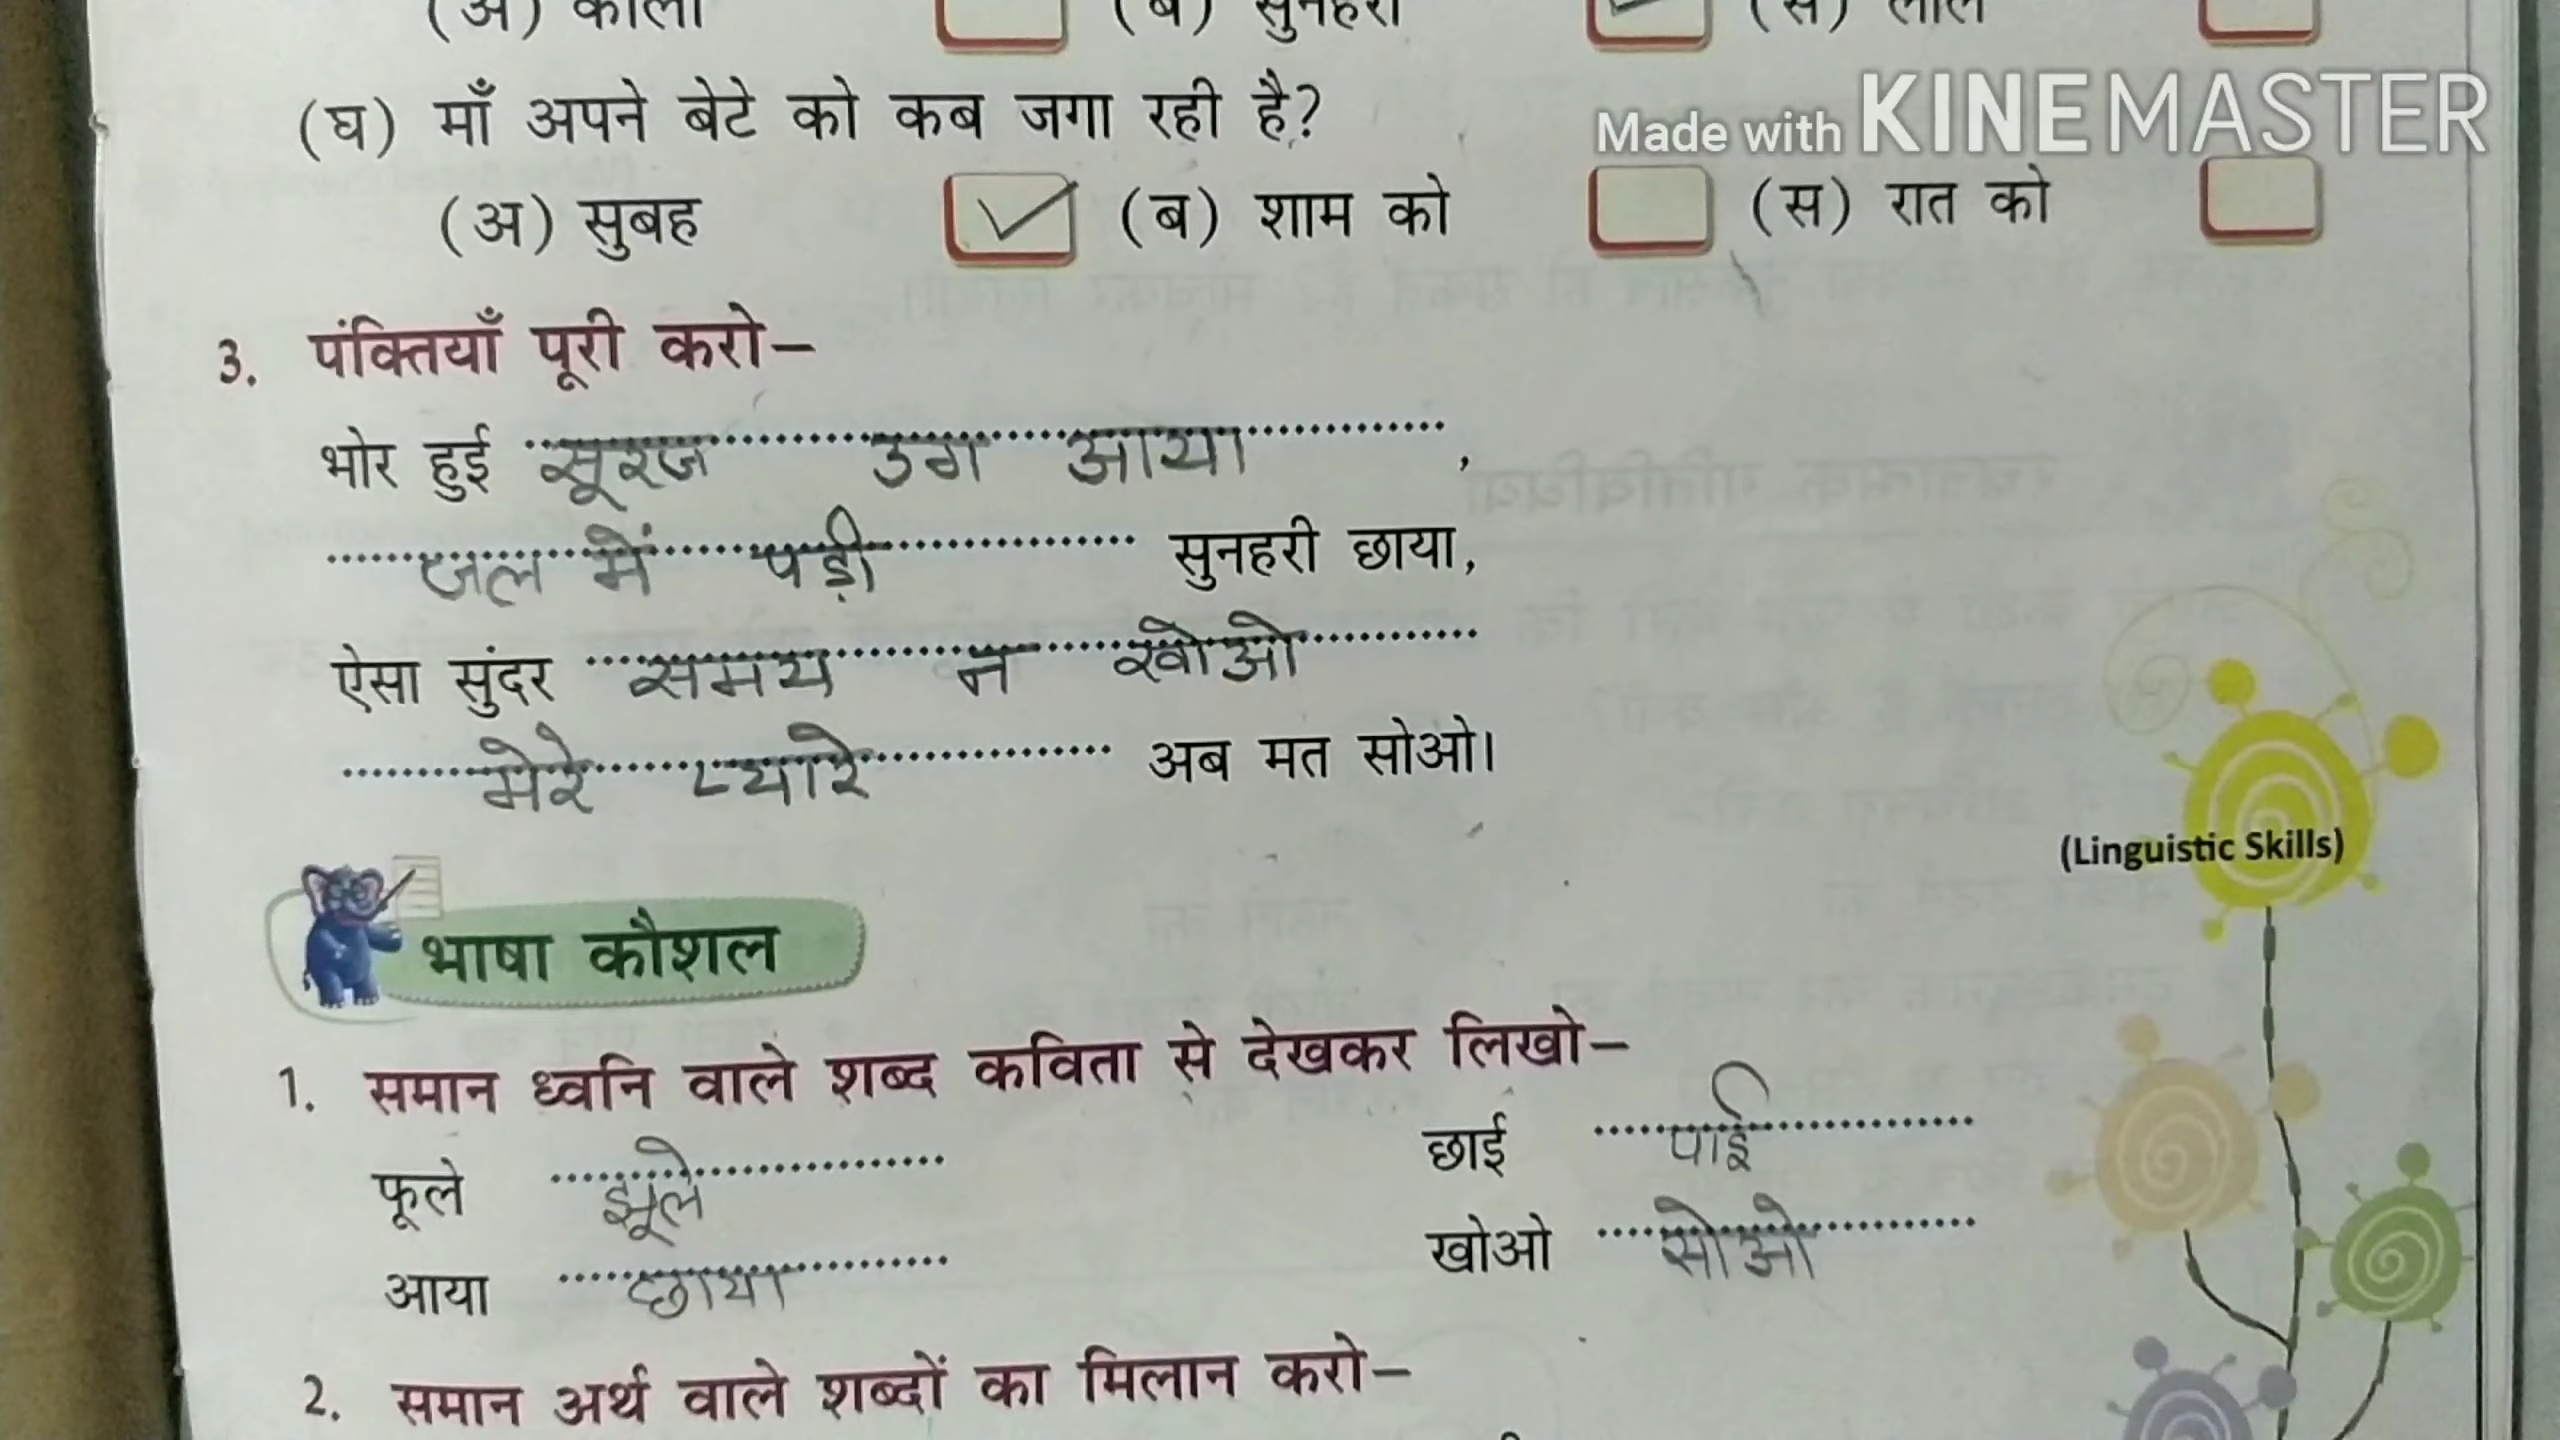 (अ) काला (ब) सुनहरी (स) लाल
(घ) माँ अपने बेटे को कब जगा रही है?
Made with KINEMASTER
(अ) सुबह (ब) शाम को (स) रात को
3. पंक्तियाँ पूरी करो–
भोर हुई सूरज उग आया ,
जल में पड़ी सुनहरी छाया,
ऐसा सुंदर समय न खोओ
मेरे प्यारे अब मत सोओ।
(Linguistic Skills)
भाषा कौशल
1. समान ध्वनि वाले शब्द कविता से देखकर लिखो–
फूले झूले छाई पाई
आया छाया खोओ सोओ
2. समान अर्थ वाले शब्दों का मिलान करो–